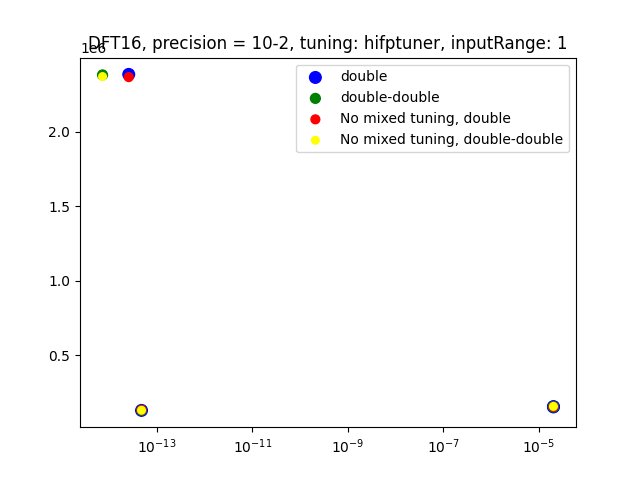 DFT16, precision = 10-2, tuning: hifptuner, inputRange: 1
1e6
double
double-double
No mixed tuning, double
No mixed tuning, double-double
2.0
1.5
1.0
0.5
10⁻¹³ 10⁻¹¹ 10⁻⁹ 10⁻⁷ 10⁻⁵